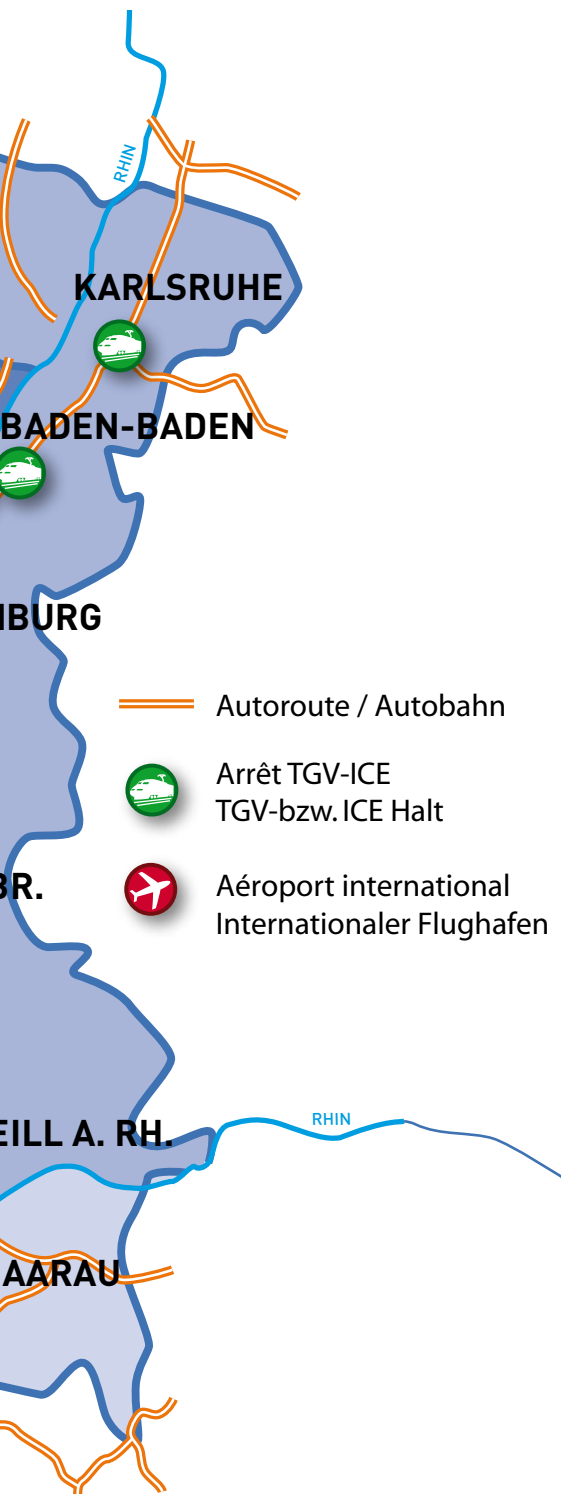 RHIN
KARLSRUHE
BADEN-BADEN
BURG
Autoroute / Autobahn
Arrêt TGV-ICE
TGV-bzw. ICE Halt
BR.
Aéroport international
Internationaler Flughafen
EILL A. RH.
RHIN
AARAU